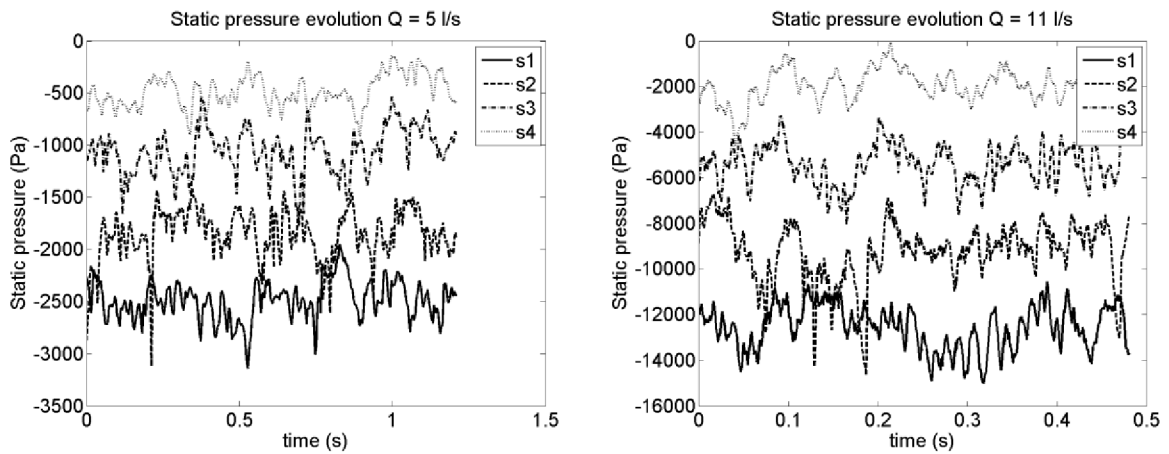 Static pressure evolution Q = 5 l/s
Static pressure (Pa)
0
-500
-1000
-1500
-2000
-2500
-3000
-3500
0
0.5
1
1.5
time (s)
s1
s2
s3
s4
Static pressure evolution Q = 11 l/s
Static pressure (Pa)
0
-2000
-4000
-6000
-8000
-10000
-12000
-14000
-16000
0
0.1
0.2
0.3
0.4
0.5
time (s)
s1
s2
s3
s4